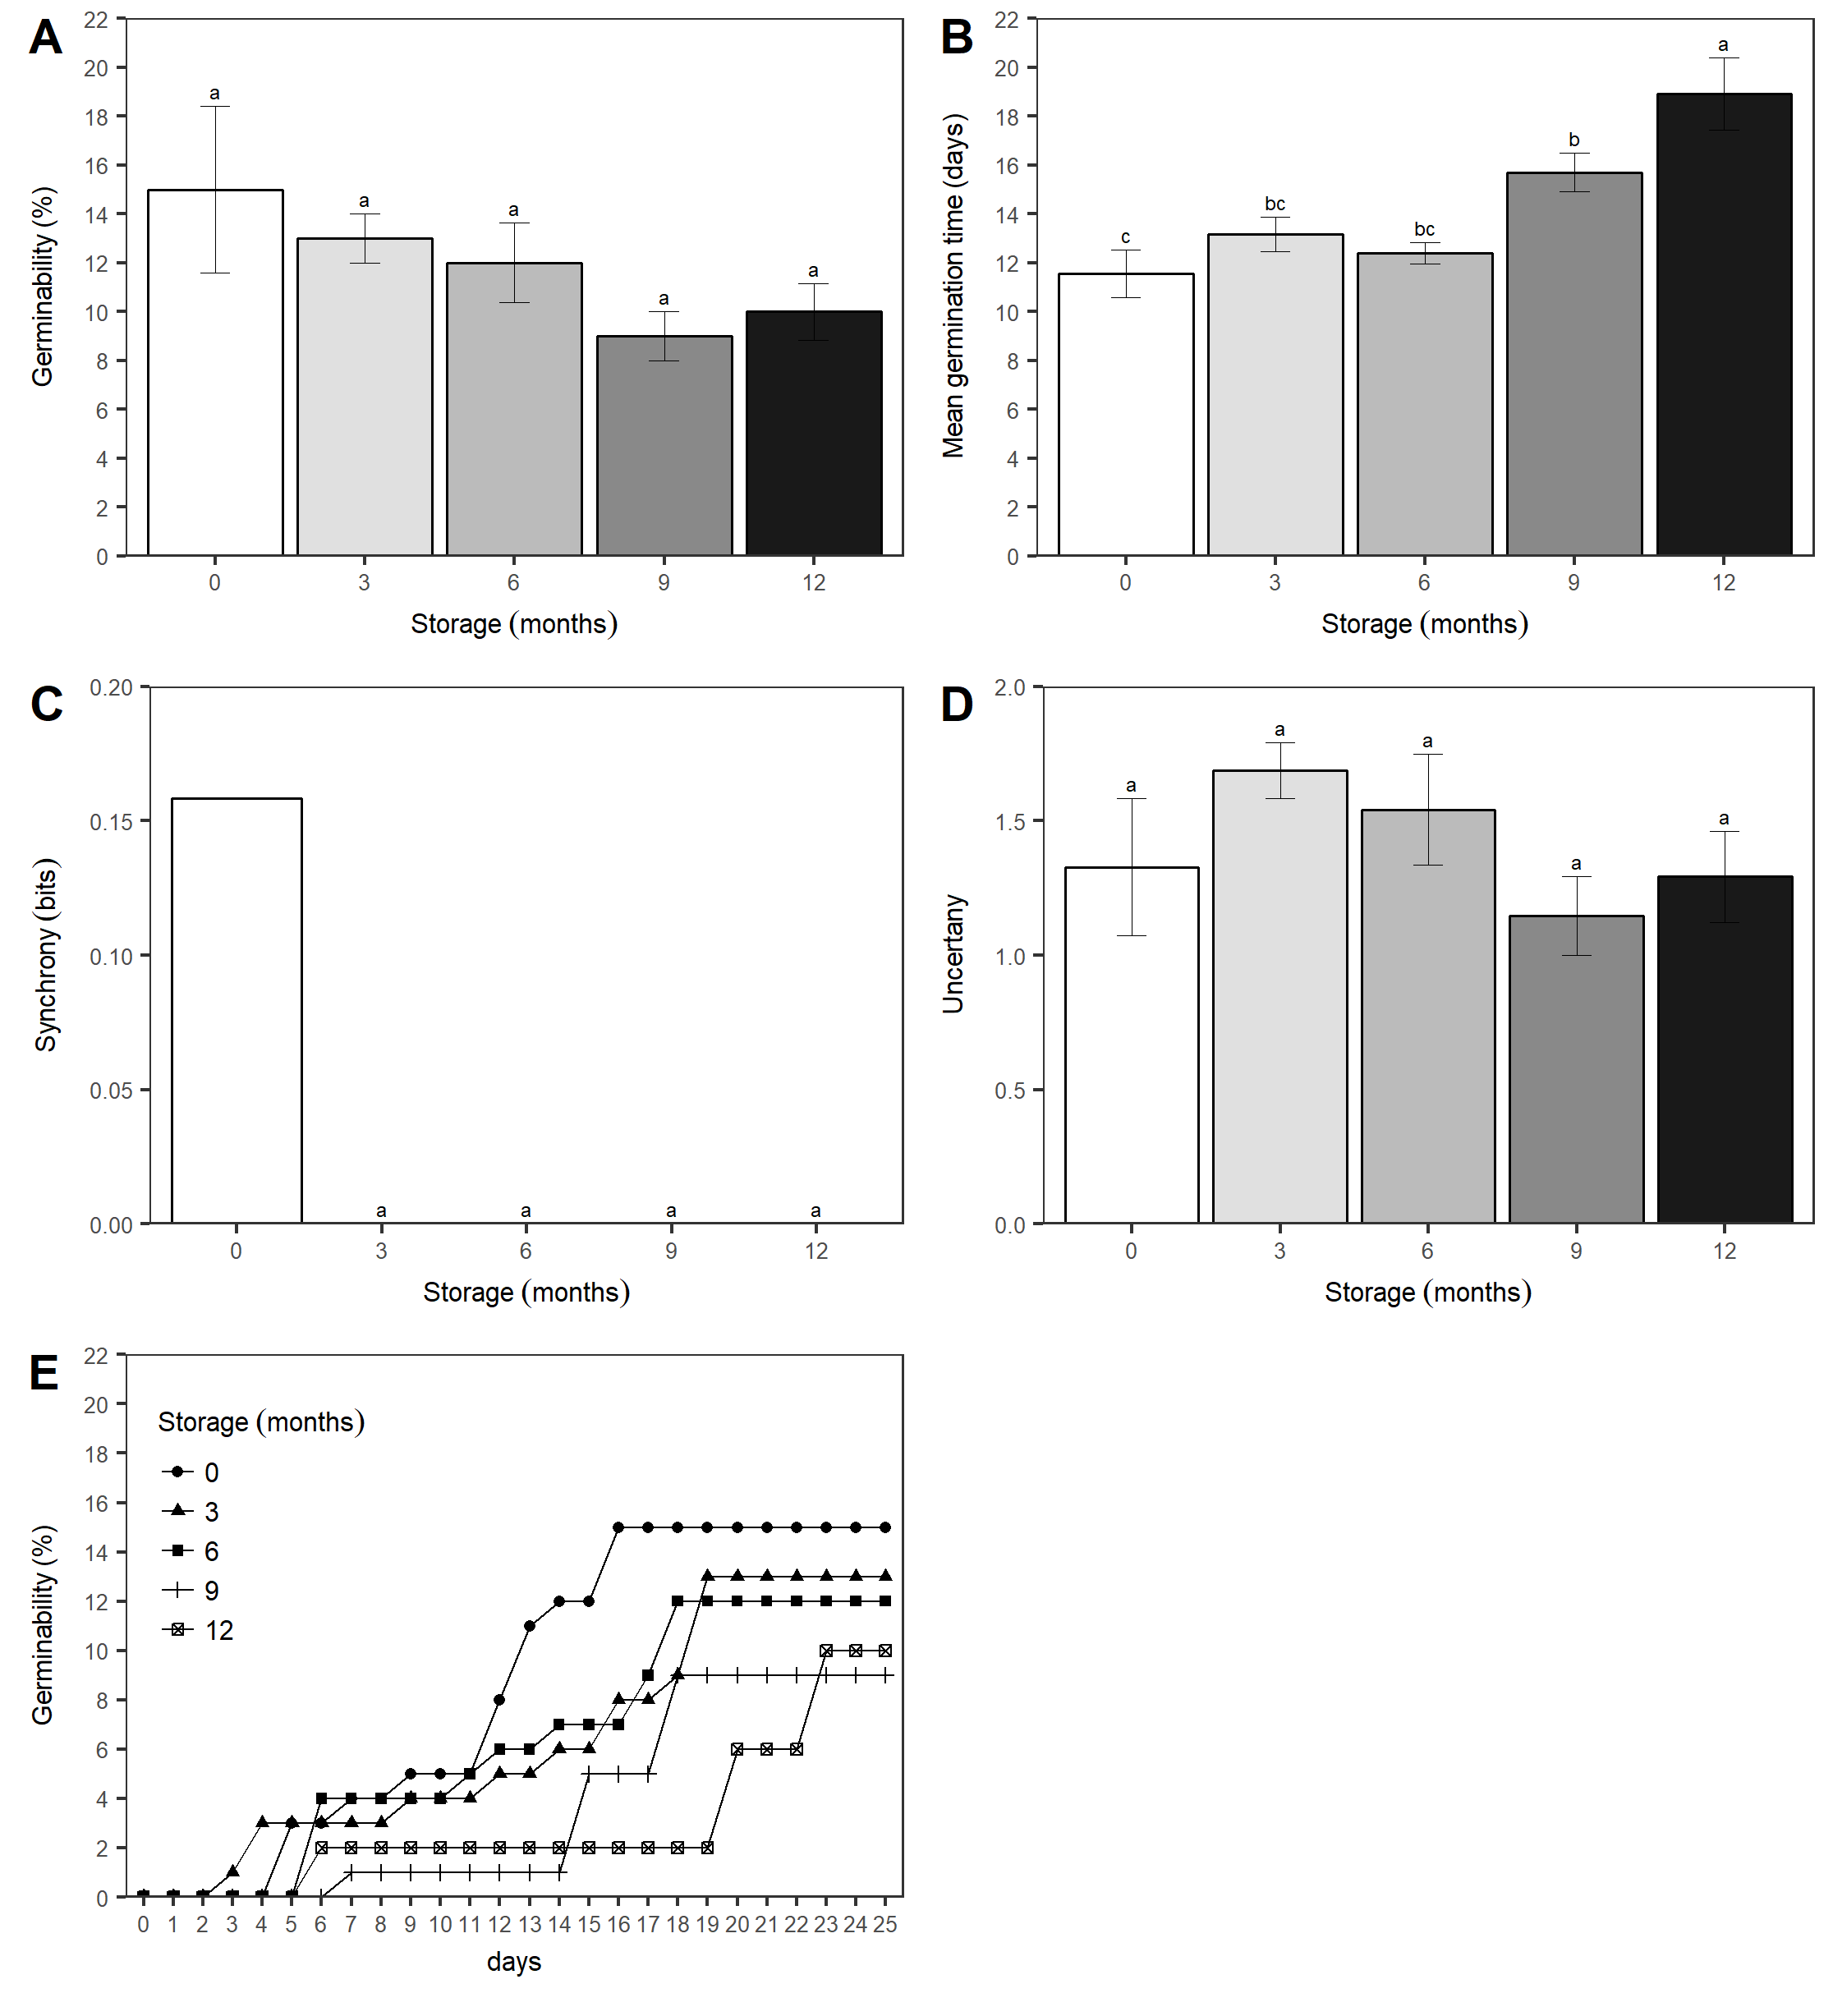 A
22
20
18
16
14
12
10
8
6
4
2
0
Germinability (%)
a
a
a
a
a
0 3 6 9 12
Storage (months)
B
22
20
18
16
14
12
10
8
6
4
2
0
Mean germination time (days)
c
bc
bc
b
a
0 3 6 9 12
Storage (months)
C
0.20
0.15
0.10
0.05
0.00
Synchrony (bits)
a a a a
0 3 6 9 12
Storage (months)
D
2.0
1.5
1.0
0.5
0.0
Uncertany
a
a
a
a
a
0 3 6 9 12
Storage (months)
E
22
20
18
16
14
12
10
8
6
4
2
0
Germinability (%)
Storage (months)
0
3
6
9
12
0 1 2 3 4 5 6 7 8 9 10 11 12 13 14 15 16 17 18 19 20 21 22 23 24 25
days